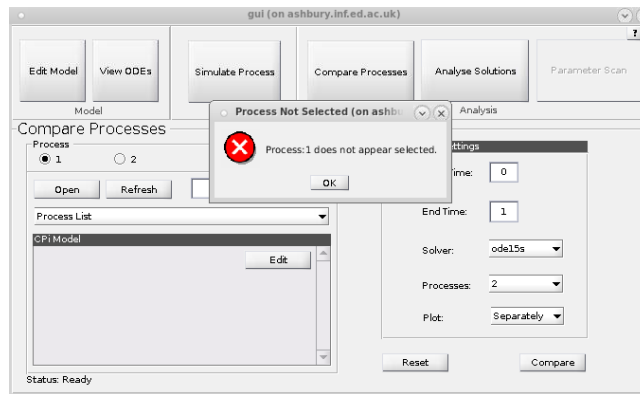 gui (on ashbury.inf.ed.ac.uk)
?
Edit Model
View ODEs
Simulate Process
Compare Processes
Analyse Solutions
Parameter Scan
Model
Analysis
Process Not Selected (on ashbu
Process:1 does not appear selected.
OK
Compare Processes
Process
1
2
Open
Refresh
Process List
CPi Model
Edit
Status: Ready
ttings
Time:
0
End Time:
1
Solver:
ode15s
Processes:
2
Plot:
Separately
Reset
Compare